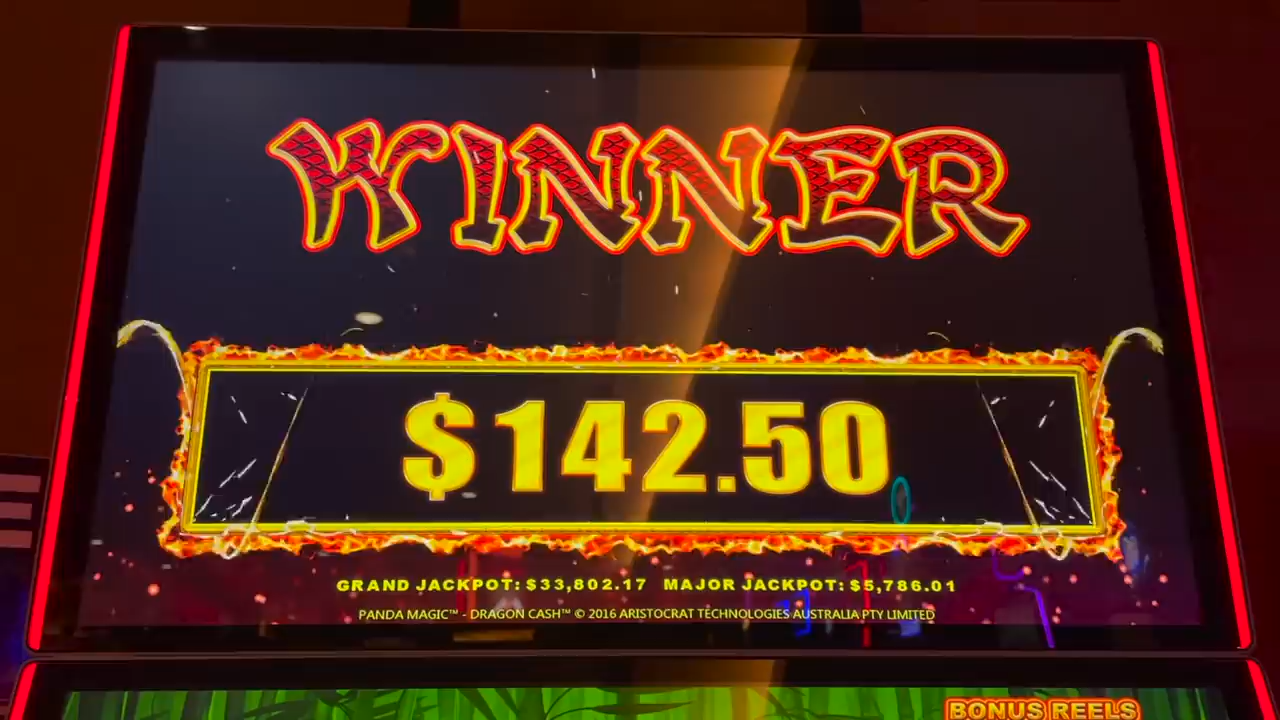 WINNER
$142.50
GRAND JACKPOT: $33,802.17 MAJOR JACKPOT: $5,786.01
PANDA MAGIC™ - DRAGON CASH™ © 2016 ARISTOCRAT TECHNOLOGIES AUSTRALIA PTY LIMITED
BONUS REELS